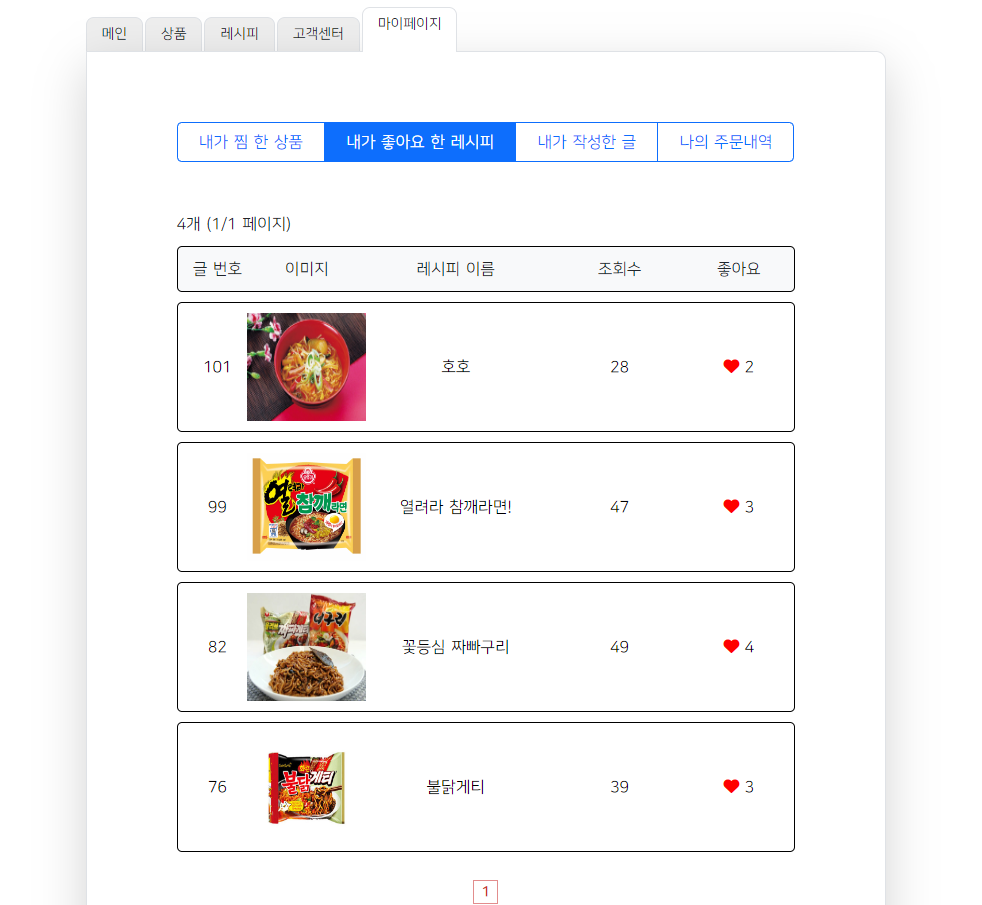 메인 상품 레시피 고객센터 마이페이지
내가 찜 한 상품 내가 좋아요 한 레시피 내가 작성한 글 나의 주문내역
4개 (1/1 페이지)
글 번호 이미지 레시피 이름 조회수 좋아요
101 호호 28 2
열려라
참깨라면
99 열려라 참깨라면! 47 3
너구리
82 꽃등심 짜빠구리 49 4
불닭게티
76 불닭게티 39 3
1